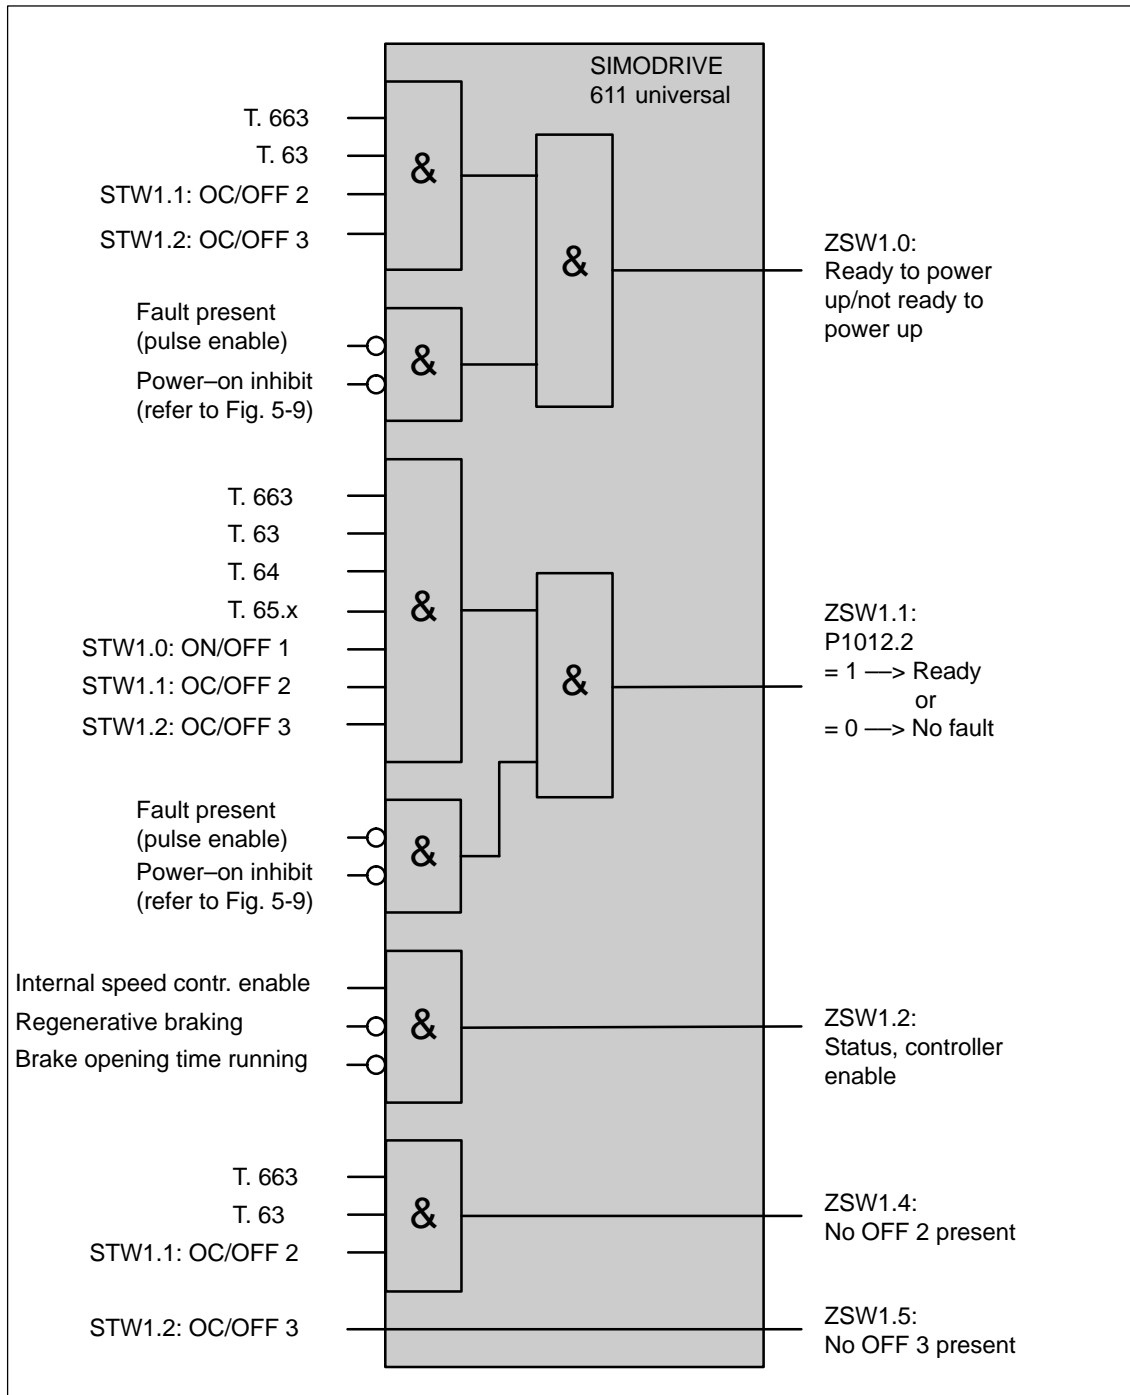 SIMODRIVE
611 universal
T. 663
T. 63
STW1.1: OC/OFF 2
STW1.2: OC/OFF 3
&
&
ZSW1.0:
Ready to power
up/not ready to
power up
Fault present
(pulse enable)
Power–on inhibit
(refer to Fig. 5-9)
&
T. 663
T. 63
T. 64
T. 65.x
STW1.0: ON/OFF 1
STW1.1: OC/OFF 2
STW1.2: OC/OFF 3
&
&
ZSW1.1:
P1012.2
= 1 —> Ready
or
= 0 —> No fault
Fault present
(pulse enable)
Power–on inhibit
(refer to Fig. 5-9)
&
Internal speed contr. enable
Regenerative braking
Brake opening time running
&
ZSW1.2:
Status, controller
enable
T. 663
T. 63
STW1.1: OC/OFF 2
&
ZSW1.4:
No OFF 2 present
STW1.2: OC/OFF 3
ZSW1.5:
No OFF 3 present